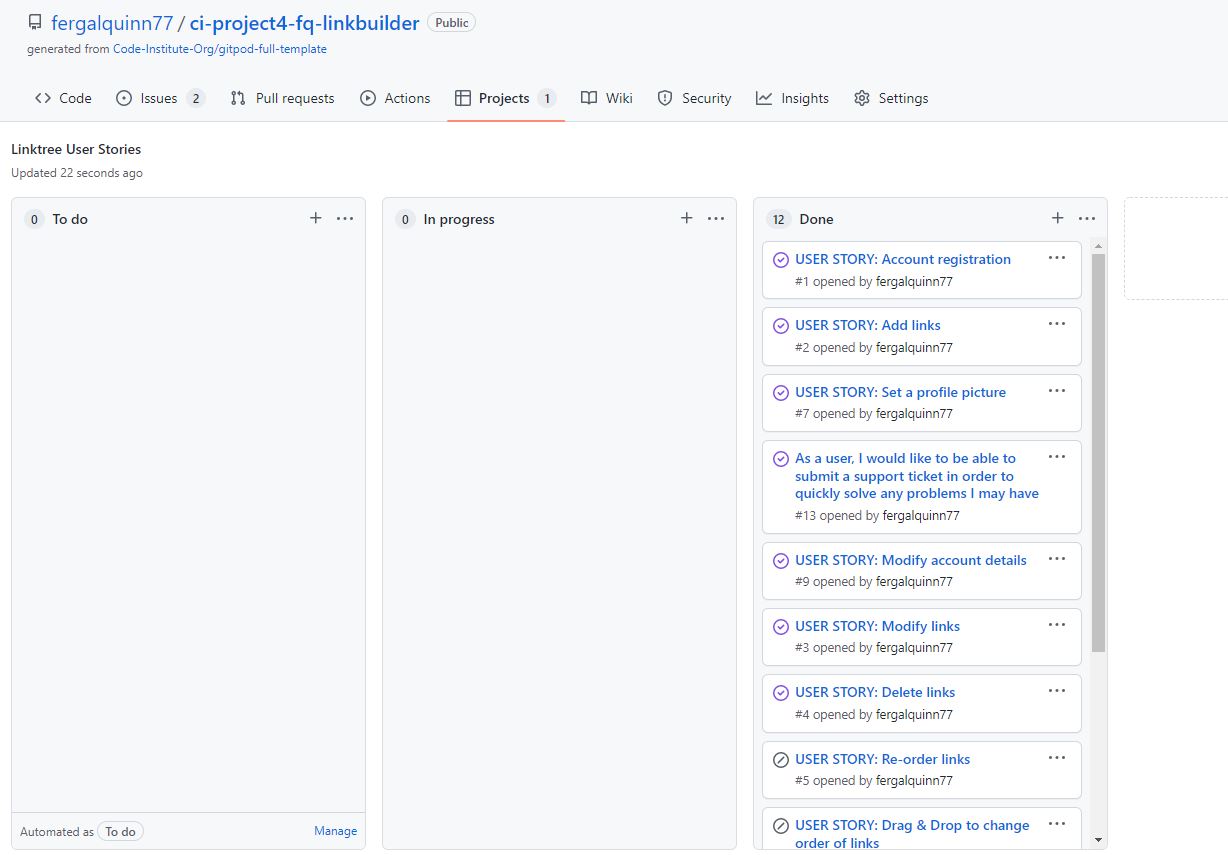 fergalquinn77 / ci-project4-fq-linkbuilder Public
generated from Code-Institute-Org/gitpod-full-template
Code Issues 2 Pull requests Actions Projects 1 Wiki Security Insights Settings
Linktree User Stories
Updated 22 seconds ago
0 To do
Automated as To do Manage
0 In progress
12 Done
USER STORY: Account registration
#1 opened by fergalquinn77
USER STORY: Add links
#2 opened by fergalquinn77
USER STORY: Set a profile picture
#7 opened by fergalquinn77
As a user, I would like to be able to
submit a support ticket in order to
quickly solve any problems I may have
#13 opened by fergalquinn77
USER STORY: Modify account details
#9 opened by fergalquinn77
USER STORY: Modify links
#3 opened by fergalquinn77
USER STORY: Delete links
#4 opened by fergalquinn77
USER STORY: Re-order links
#5 opened by fergalquinn77
USER STORY: Drag & Drop to change
order of links